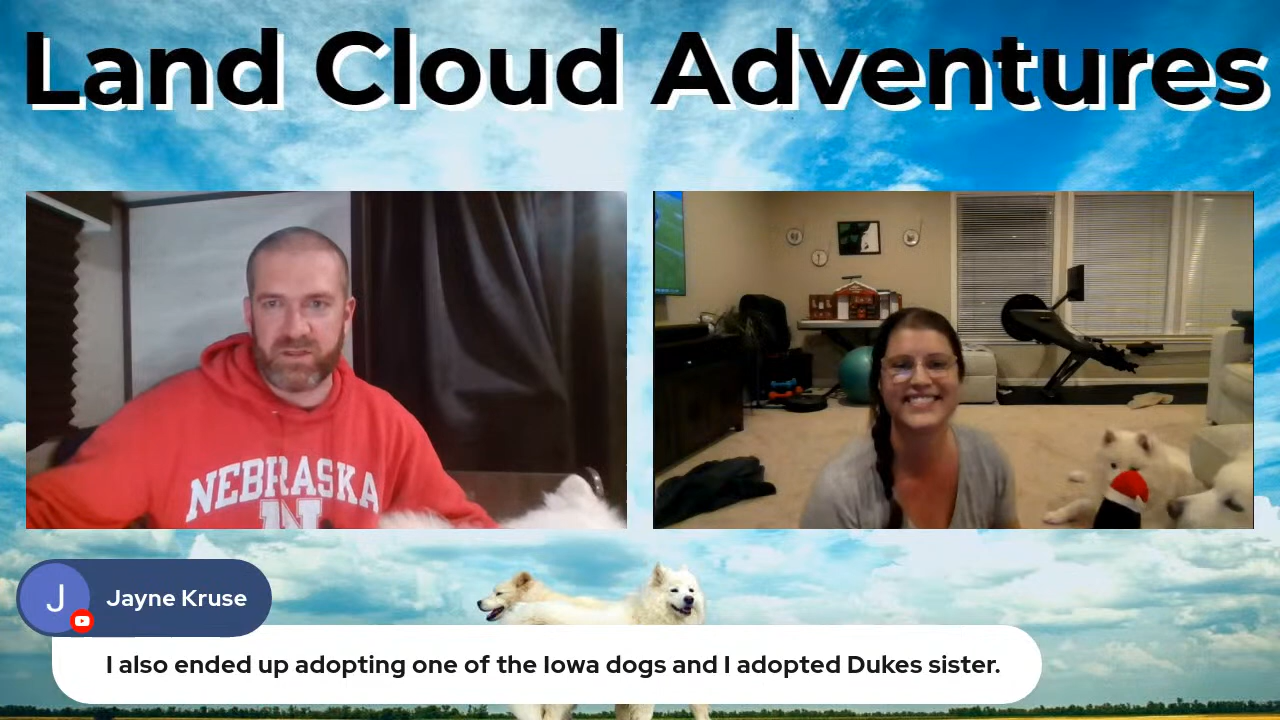 Land Cloud Adventures
NEBRASKA
N
J
Jayne Kruse
I also ended up adopting one of the Iowa dogs and I adopted Dukes sister.